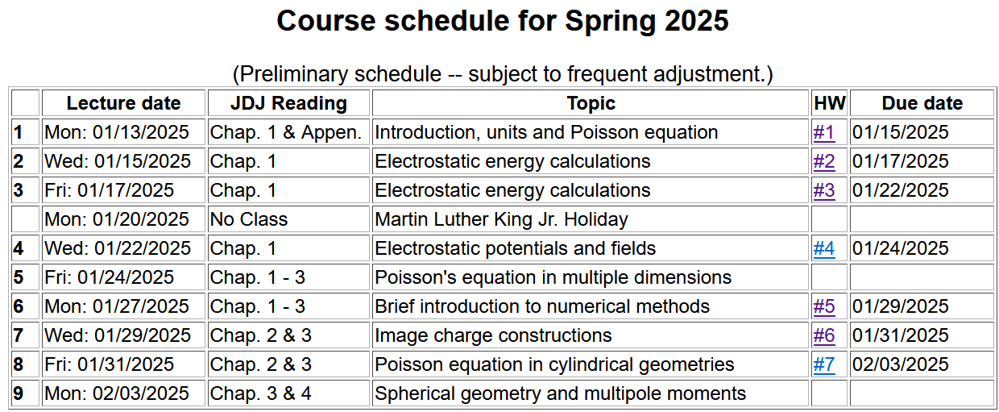 Course schedule for Spring 2025
(Preliminary schedule -- subject to frequent adjustment.)
Lecture date JDJ Reading Topic HW Due date
1 Mon: 01/13/2025 Chap. 1 & Appen. Introduction, units and Poisson equation #1 01/15/2025
2 Wed: 01/15/2025 Chap. 1 Electrostatic energy calculations #2 01/17/2025
3 Fri: 01/17/2025 Chap. 1 Electrostatic energy calculations #3 01/22/2025
Mon: 01/20/2025 No Class Martin Luther King Jr. Holiday
4 Wed: 01/22/2025 Chap. 1 Electrostatic potentials and fields #4 01/24/2025
5 Fri: 01/24/2025 Chap. 1 - 3 Poisson's equation in multiple dimensions
6 Mon: 01/27/2025 Chap. 1 - 3 Brief introduction to numerical methods #5 01/29/2025
7 Wed: 01/29/2025 Chap. 2 & 3 Image charge constructions #6 01/31/2025
8 Fri: 01/31/2025 Chap. 2 & 3 Poisson equation in cylindrical geometries #7 02/03/2025
9 Mon: 02/03/2025 Chap. 3 & 4 Spherical geometry and multipole moments